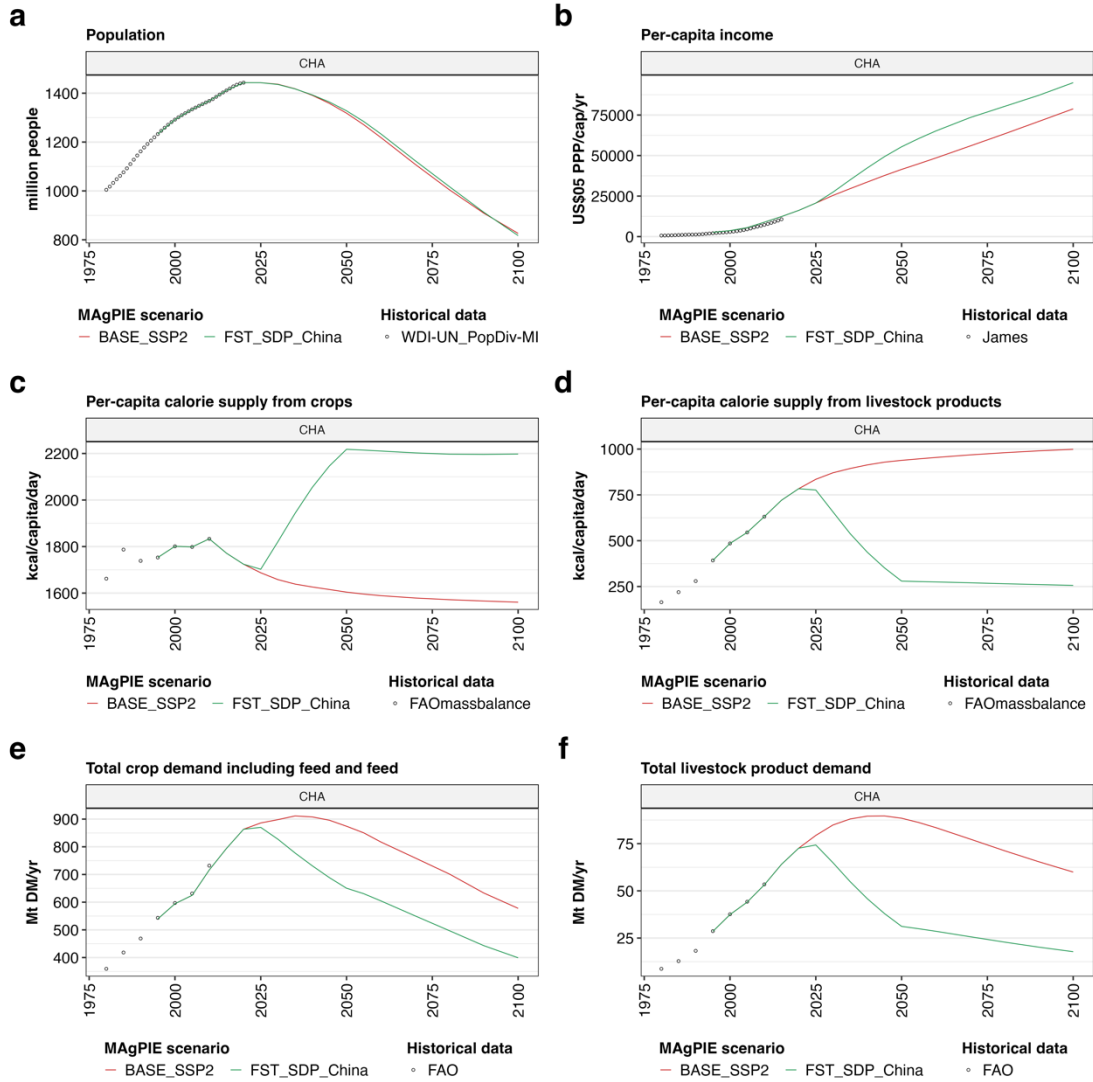 a
Population
CHA
million people
1400
1200
1000
800
1975
2000
2025
2050
2075
2100
MAgPIE scenario
BASE_SSP2
FST_SDP_China
Historical data
WDI-UN_PopDiv-MI
b
Per-capita income
CHA
US$05 PPP/cap/yr
75000
50000
25000
0
1975
2000
2025
2050
2075
2100
MAgPIE scenario
BASE_SSP2
FST_SDP_China
Historical data
James
c
Per-capita calorie supply from crops
CHA
kcal/capita/day
2200
2000
1800
1600
1975
2000
2025
2050
2075
2100
MAgPIE scenario
BASE_SSP2
FST_SDP_China
Historical data
FAOmassbalance
d
Per-capita calorie supply from livestock products
CHA
kcal/capita/day
1000
750
500
250
1975
2000
2025
2050
2075
2100
MAgPIE scenario
BASE_SSP2
FST_SDP_China
Historical data
FAOmassbalance
e
Total crop demand including feed and feed
CHA
Mt DM/yr
900
800
700
600
500
400
1975
2000
2025
2050
2075
2100
MAgPIE scenario
BASE_SSP2
FST_SDP_China
Historical data
FAO
f
Total livestock product demand
CHA
Mt DM/yr
75
50
25
1975
2000
2025
2050
2075
2100
MAgPIE scenario
BASE_SSP2
FST_SDP_China
Historical data
FAO